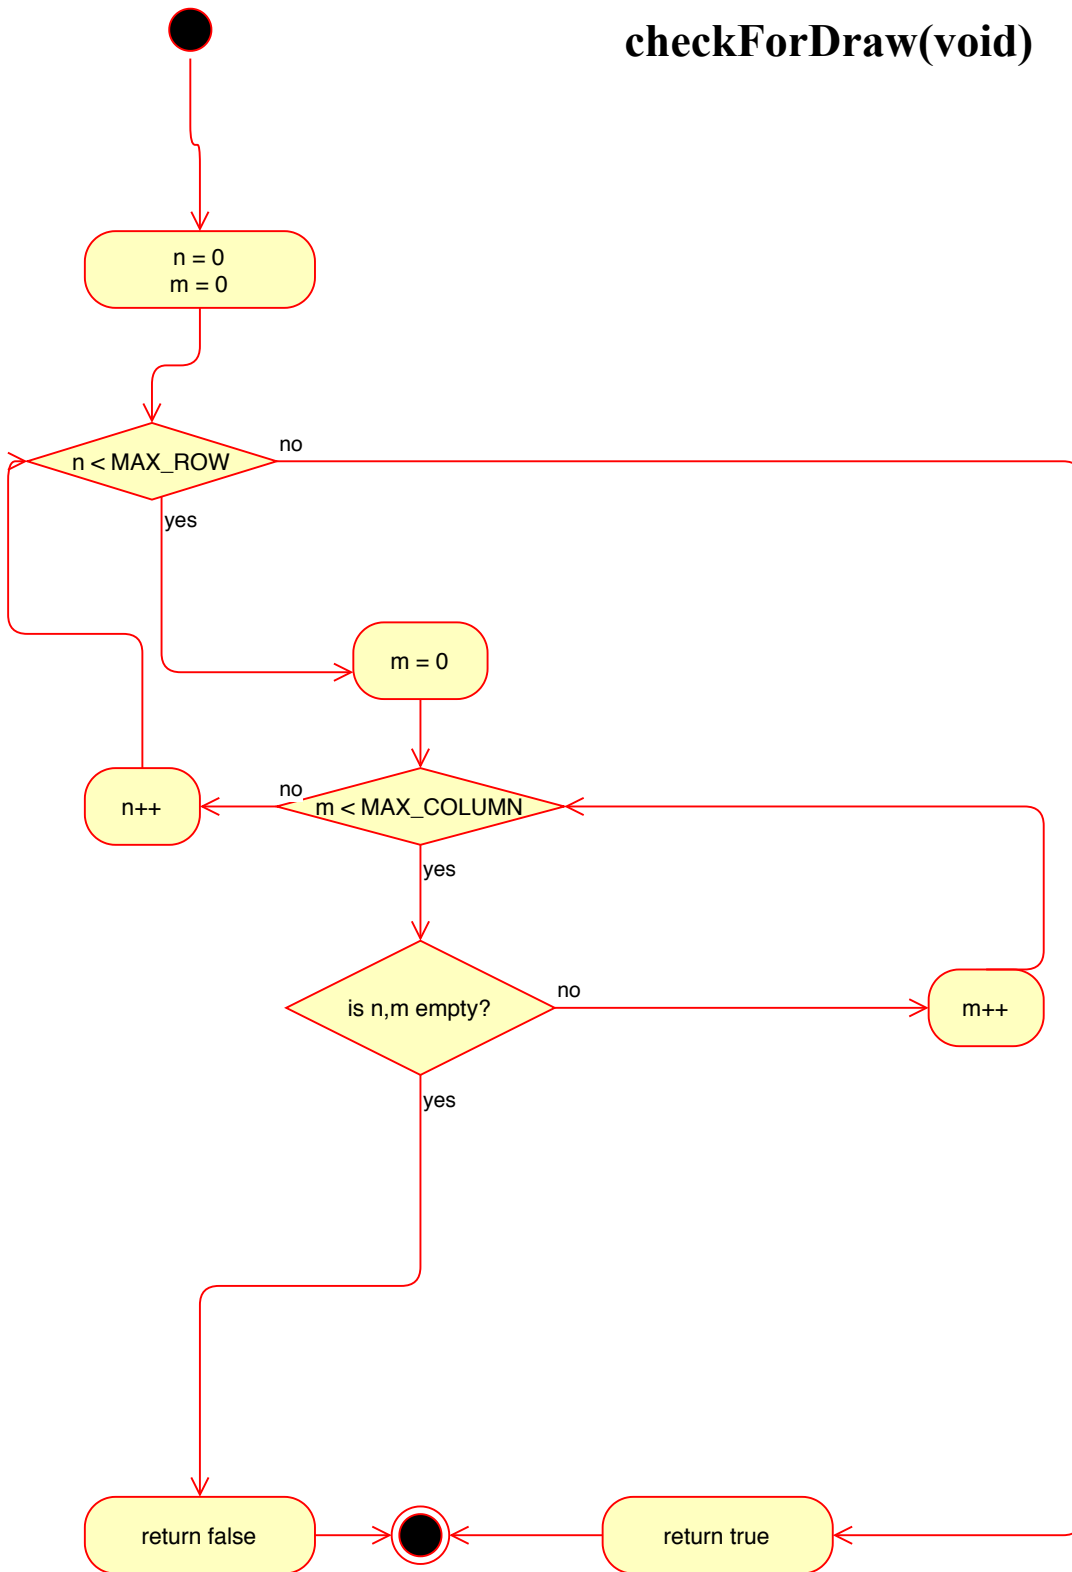 checkForDraw(void)
n = 0
m = 0
n < MAX_ROW
no
yes
m = 0
n++
no
m < MAX_COLUMN
yes
is n,m empty?
no
m++
yes
return false
return true